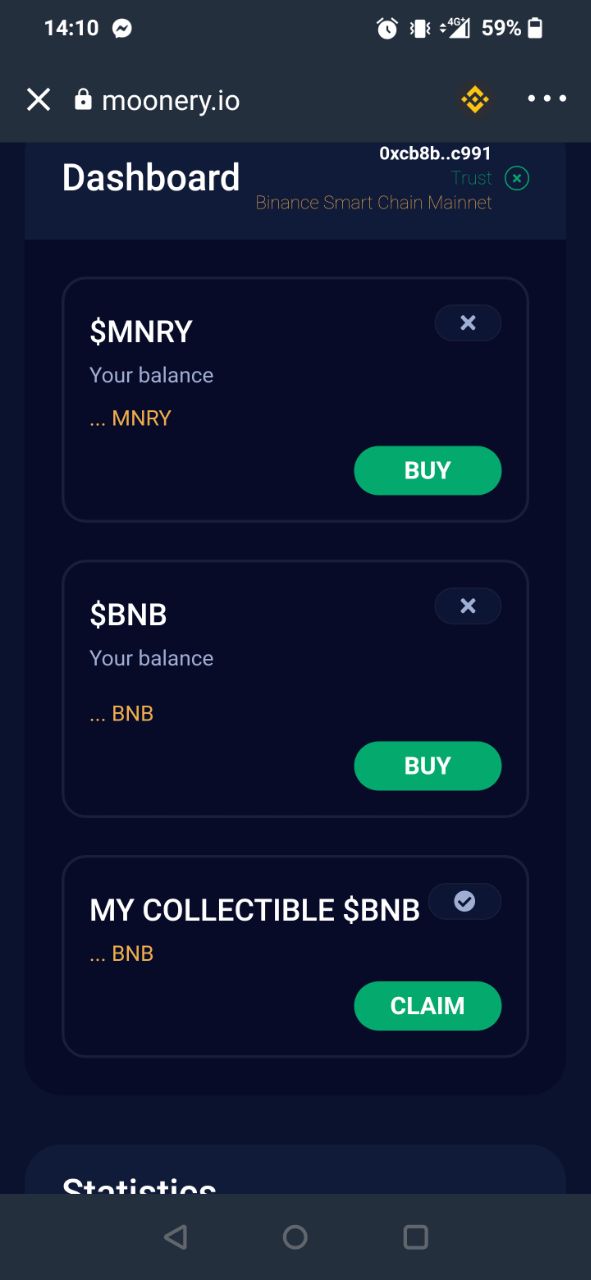 14:10
4G+ 59%
moonery.io
Dashboard
0xcb8b..c991
Trust
Binance Smart Chain Mainnet
$MNRY
Your balance
... MNRY
BUY
$BNB
Your balance
... BNB
BUY
MY COLLECTIBLE $BNB
... BNB
CLAIM
Statistics